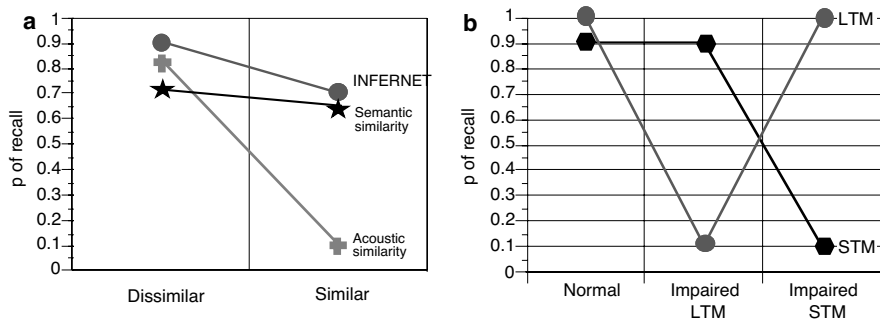 a
p of recall
1
0.9
0.8
0.7
0.6
0.5
0.4
0.3
0.2
0.1
0
INFERNET
Semantic
similarity
Acoustic
similarity
Dissimilar
Similar
b
p of recall
1
0.9
0.8
0.7
0.6
0.5
0.4
0.3
0.2
0.1
0
LTM
STM
Normal
Impaired
LTM
Impaired
STM